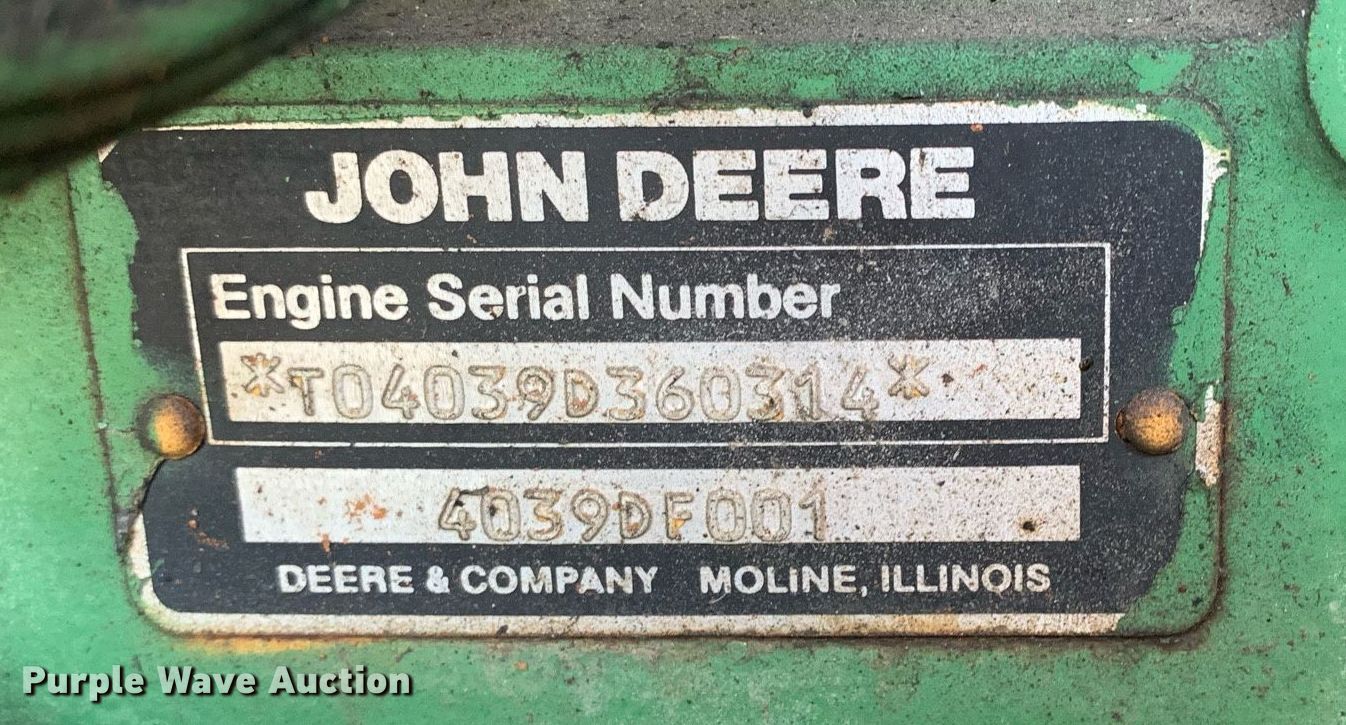 JOHN DEERE
Engine Serial Number
*T04039D360314*
4039DF001
DEERE & COMPANY MOLINE, ILLINOIS
Purple Wave Auction